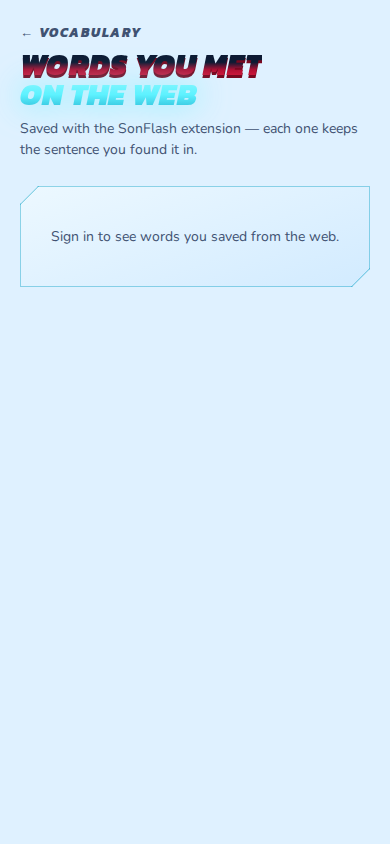 ← VOCABULARY
WORDS YOU MET
ON THE WEB
Saved with the SonFlash extension — each one keeps
the sentence you found it in.
Sign in to see words you saved from the web.